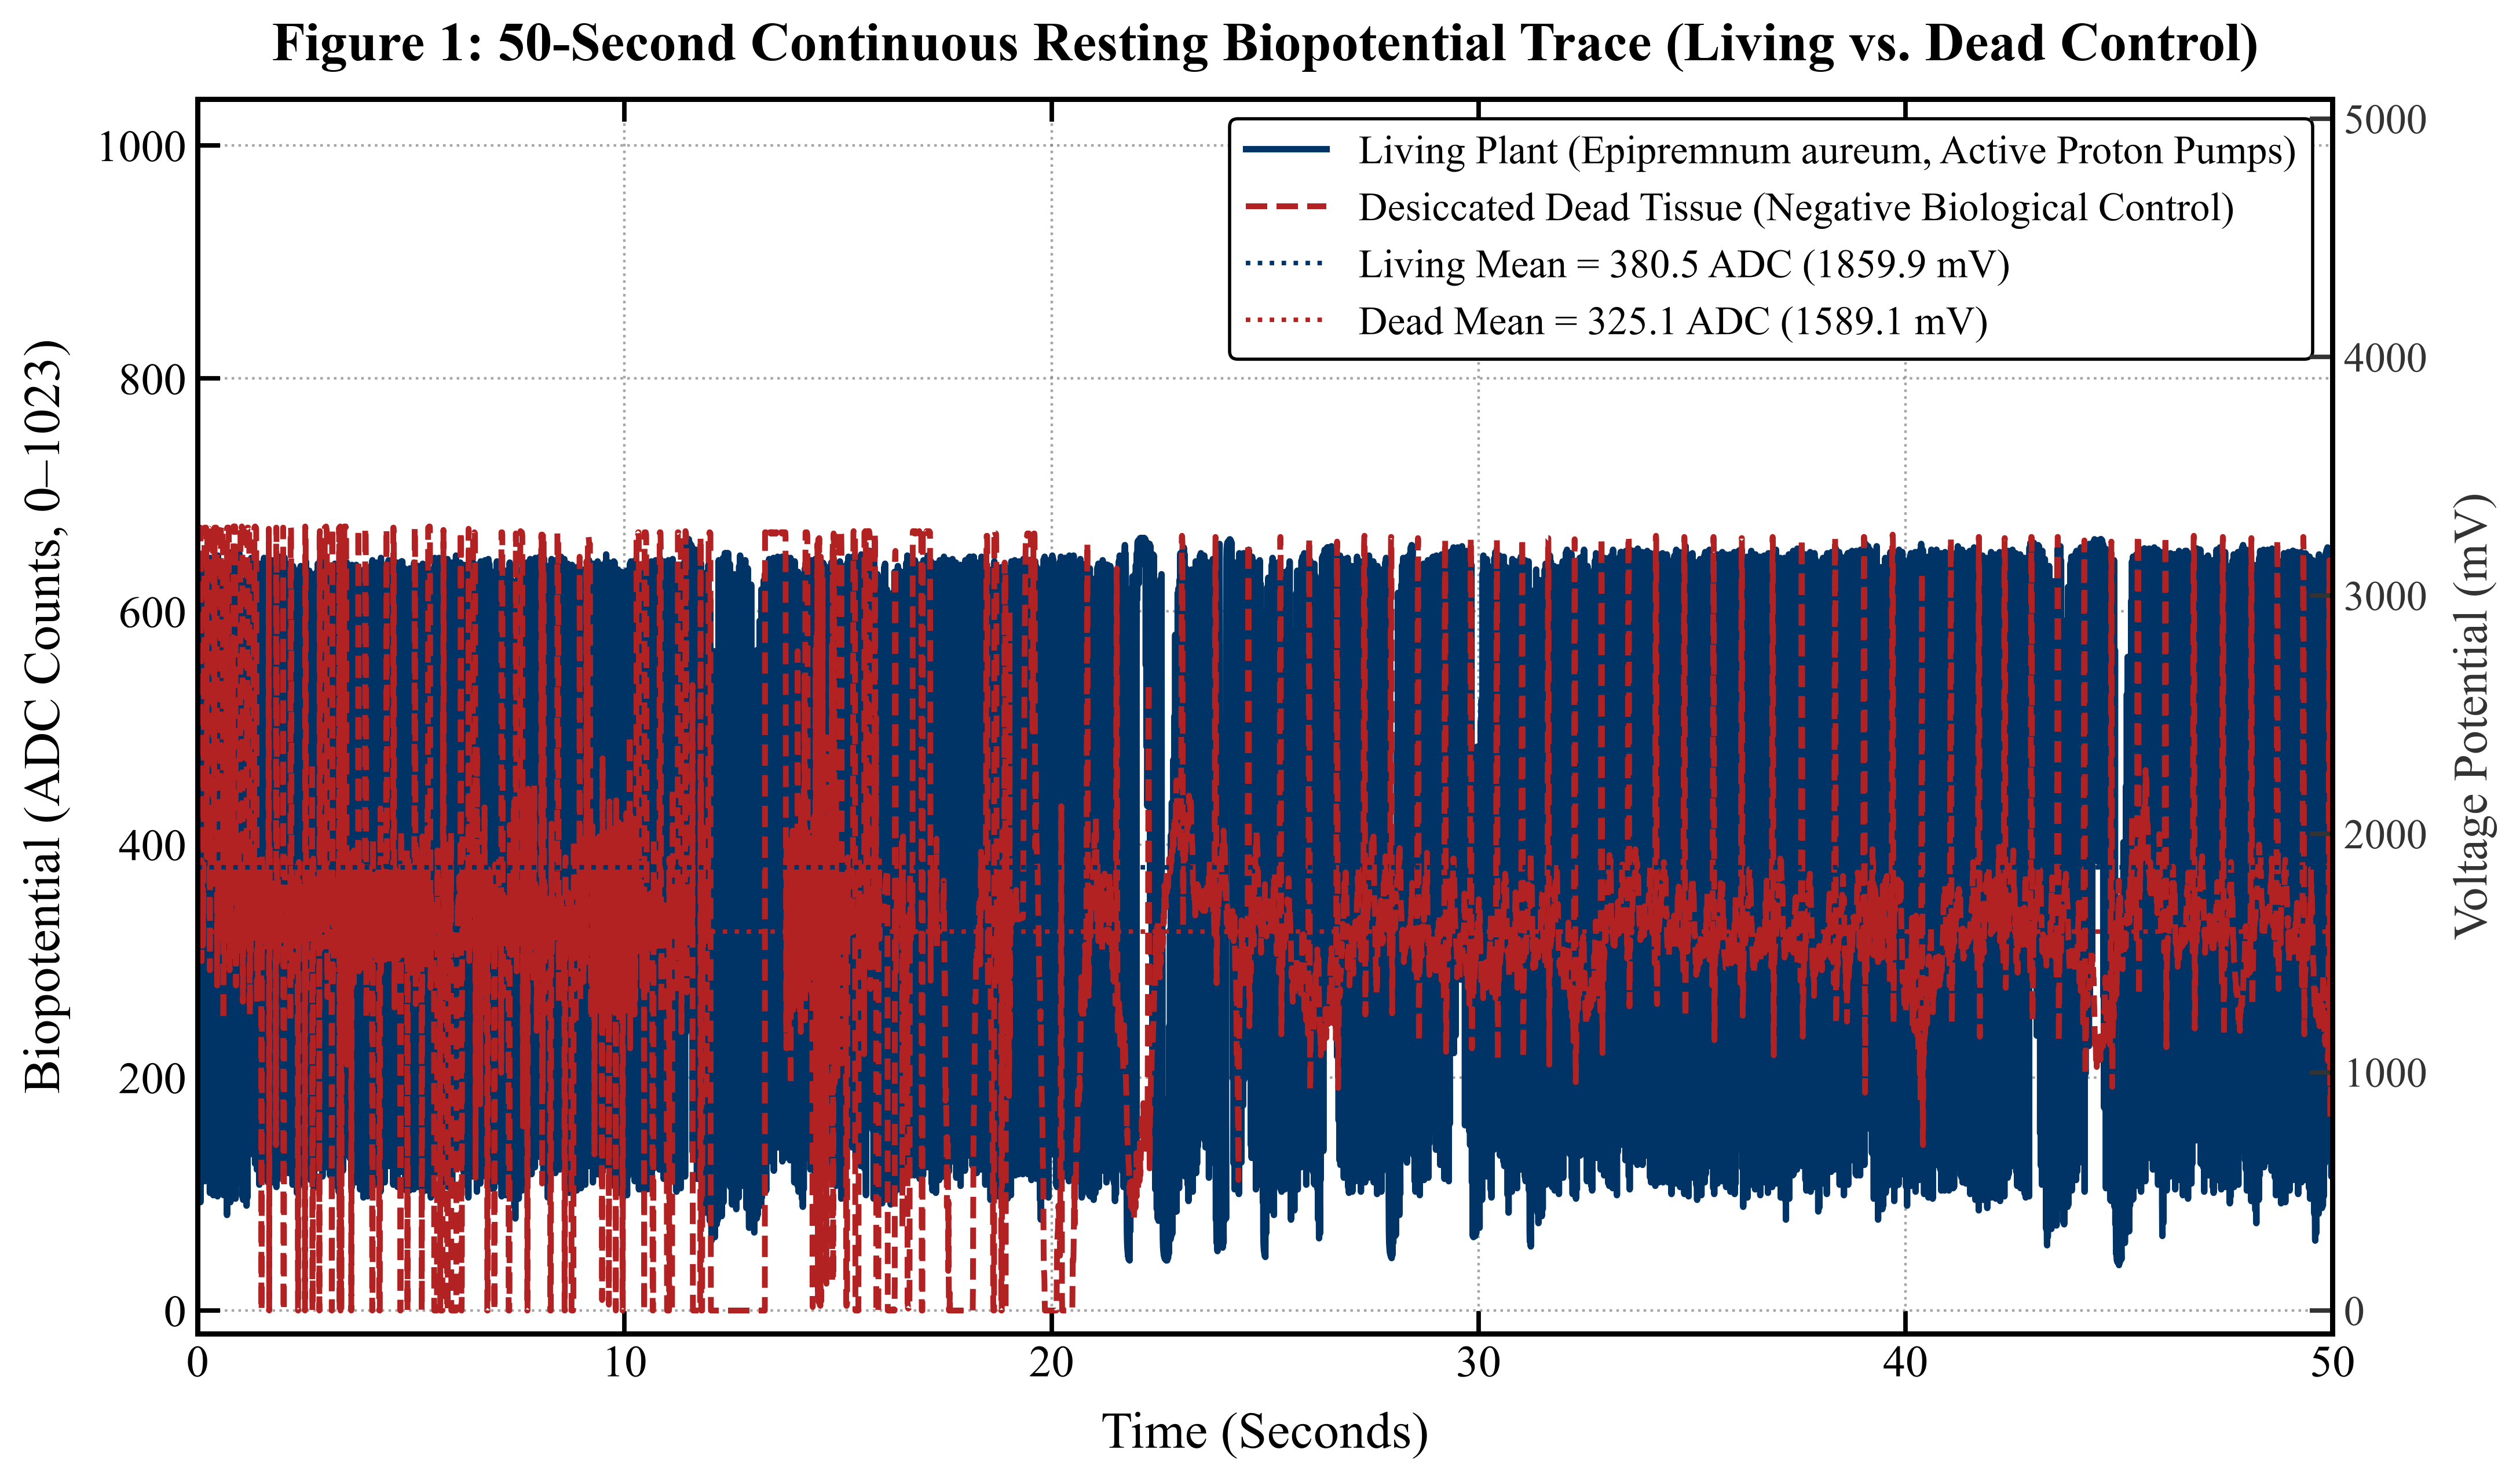 Figure 1: 50-Second Continuous Resting Biopotential Trace (Living vs. Dead Control)
Living Plant (Epipremnum aureum, Active Proton Pumps)
Desiccated Dead Tissue (Negative Biological Control)
Living Mean = 380.5 ADC (1859.9 mV)
Dead Mean = 325.1 ADC (1589.1 mV)
Biopotential (ADC Counts, 0–1023)
1000
800
600
400
200
0
5000
4000
3000
2000
1000
0
Voltage Potential (mV)
0 10 20 30 40 50
Time (Seconds)